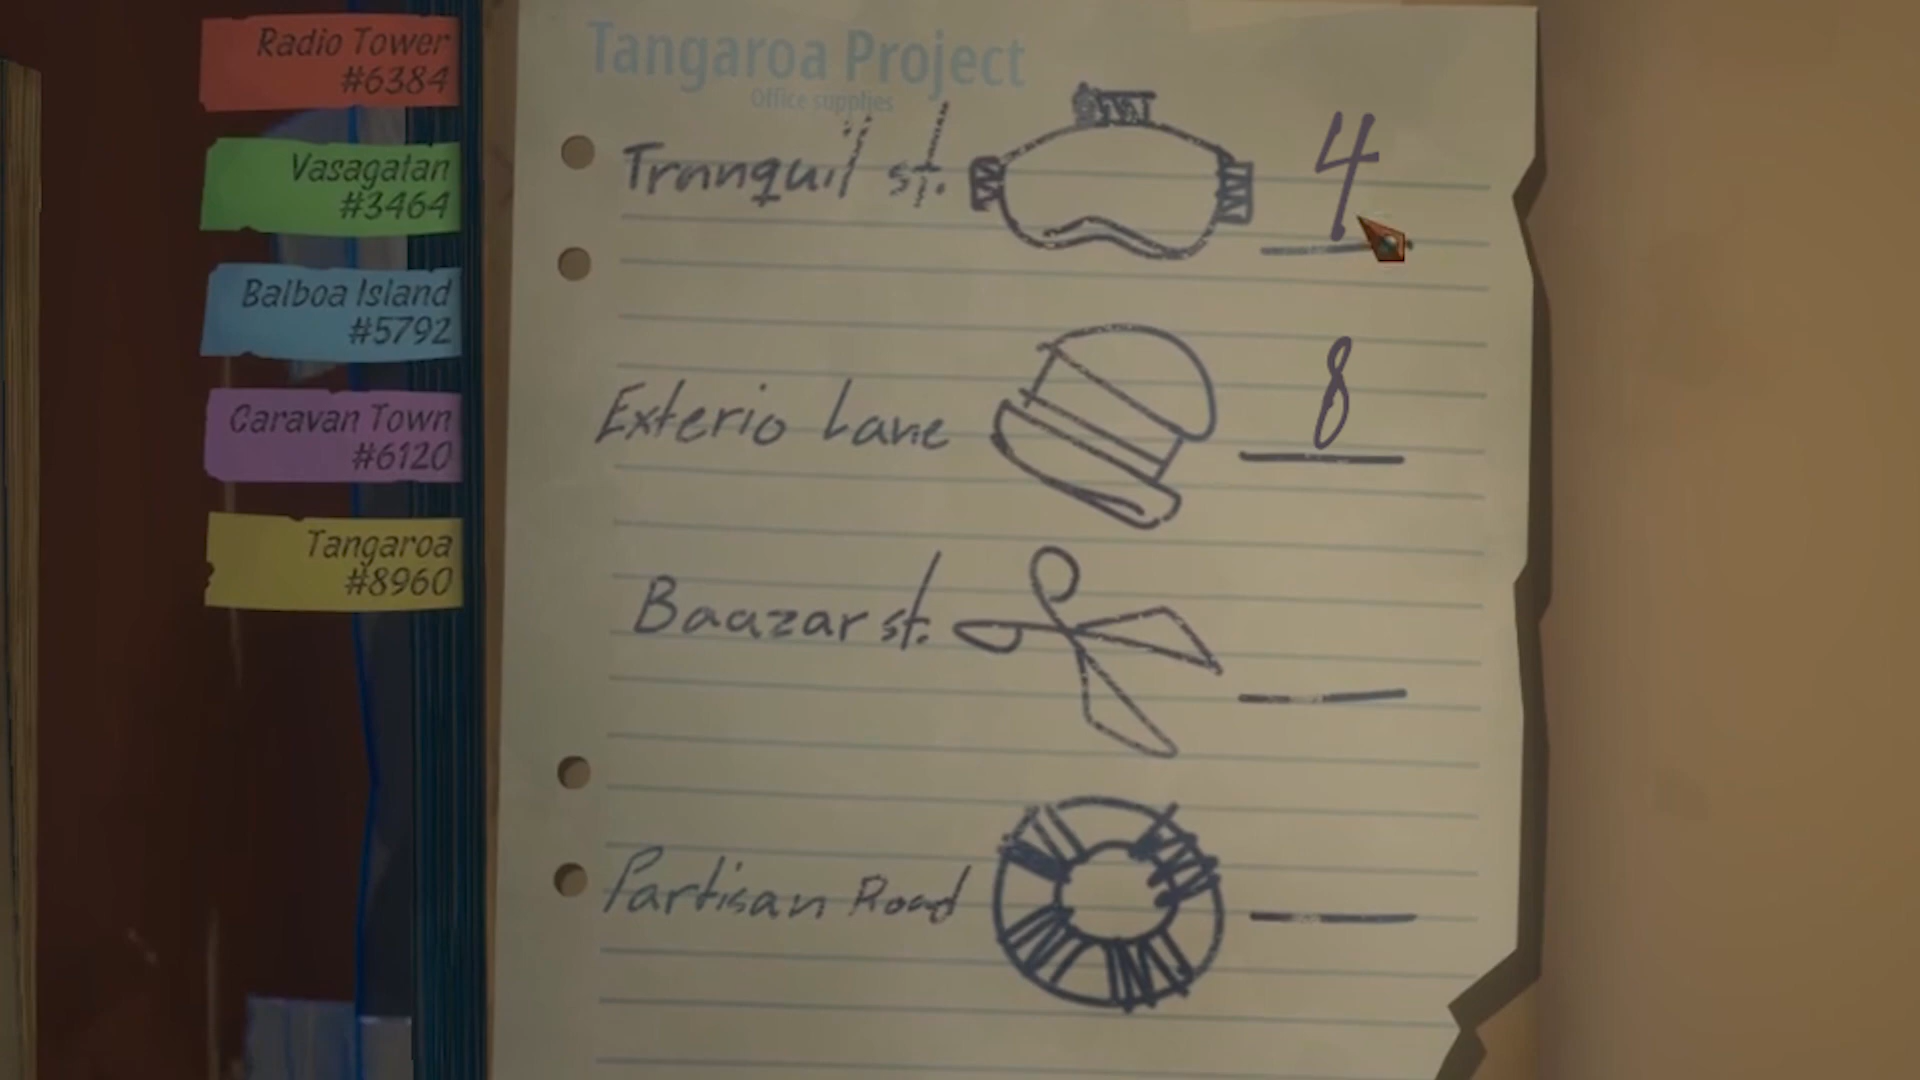 Radio Tower
#6384
Vasagatan
#3464
Balboa Island
#5792
Caravan Town
#6120
Tangaroa
#8960
Tangaroa Project
Office supplies
Tranquil st. 4
Exterio Lane 8
Baazar st.
Partisan Road